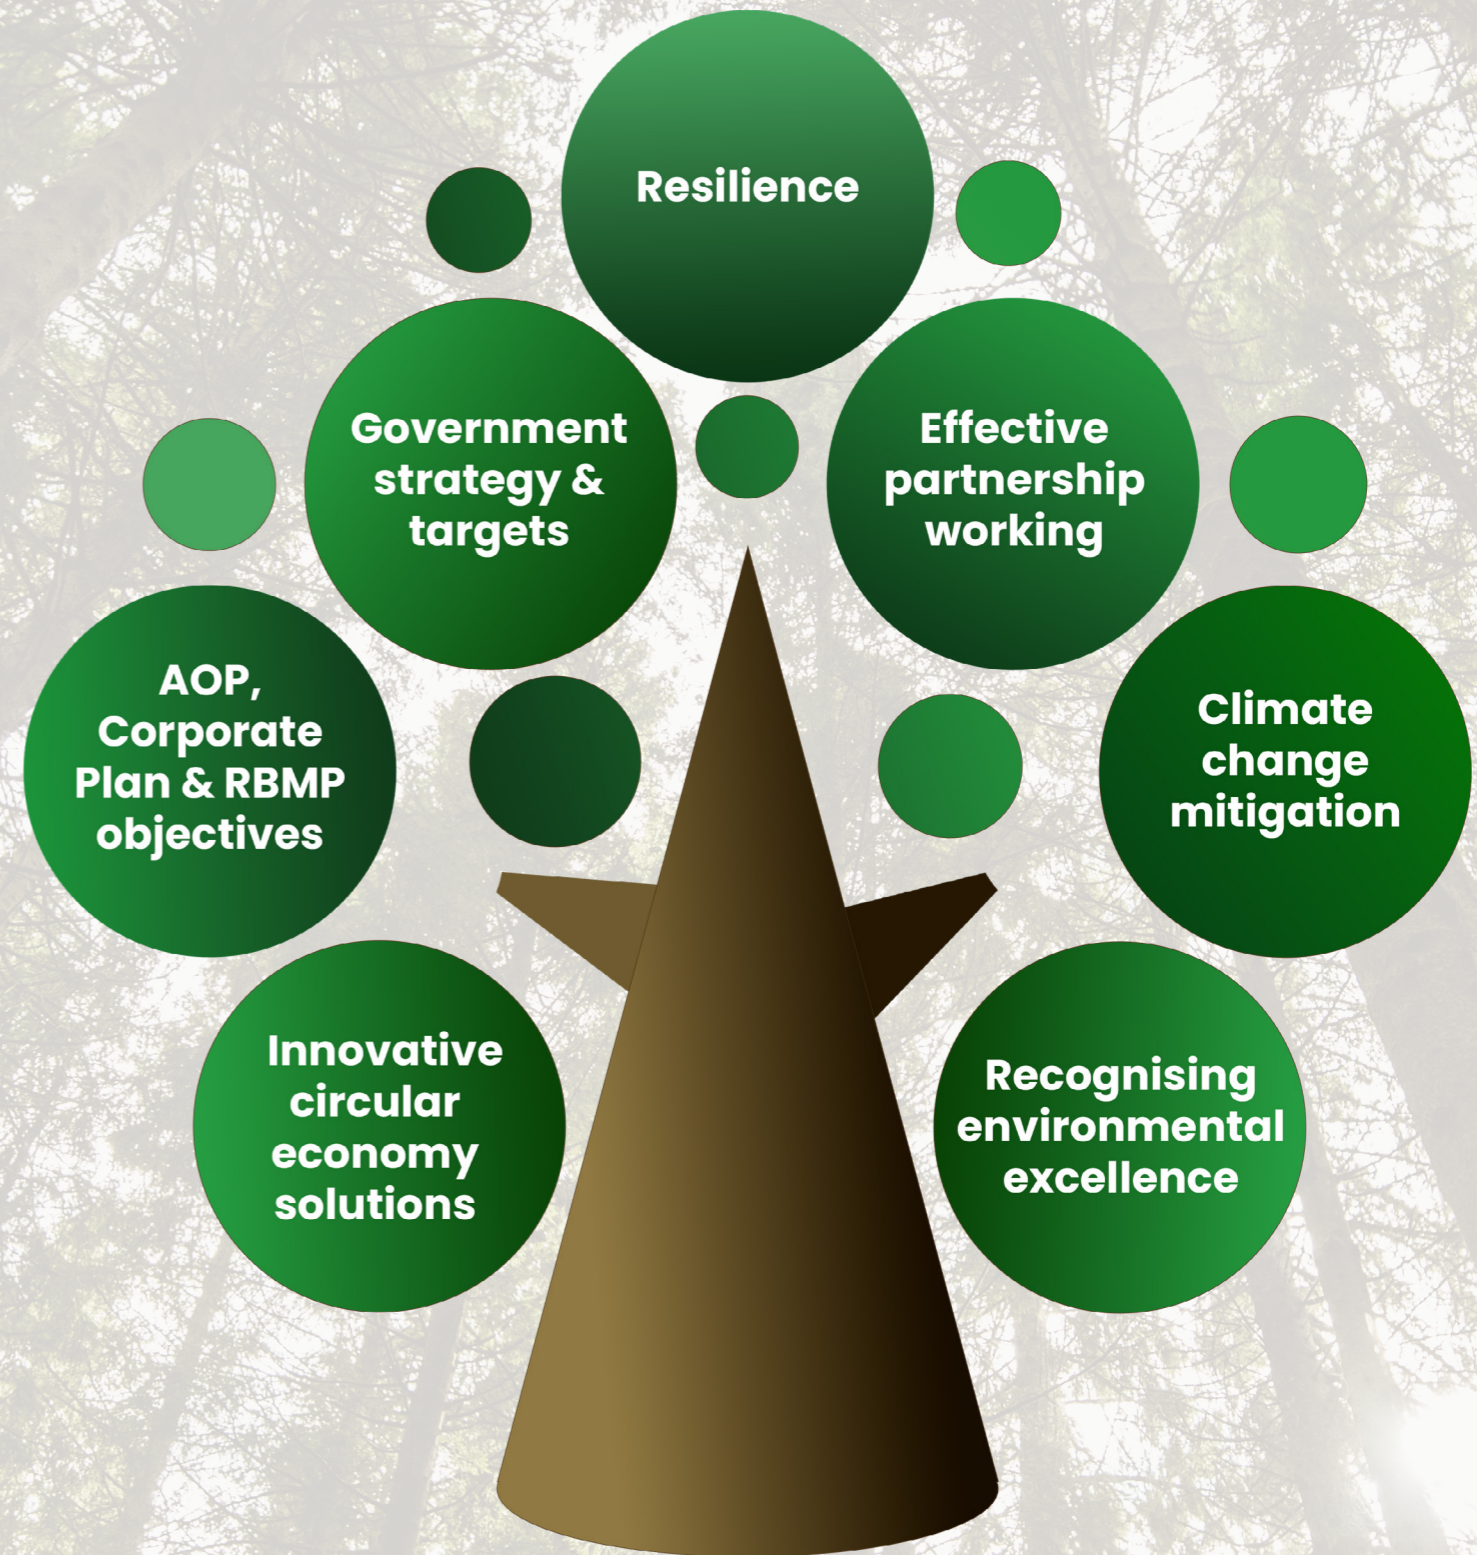 Resilience
Government
strategy &
targets
Effective
partnership
working
AOP,
Corporate
Plan & RBMP
objectives
Climate
change
mitigation
Innovative
circular
economy
solutions
Recognising
environmental
excellence